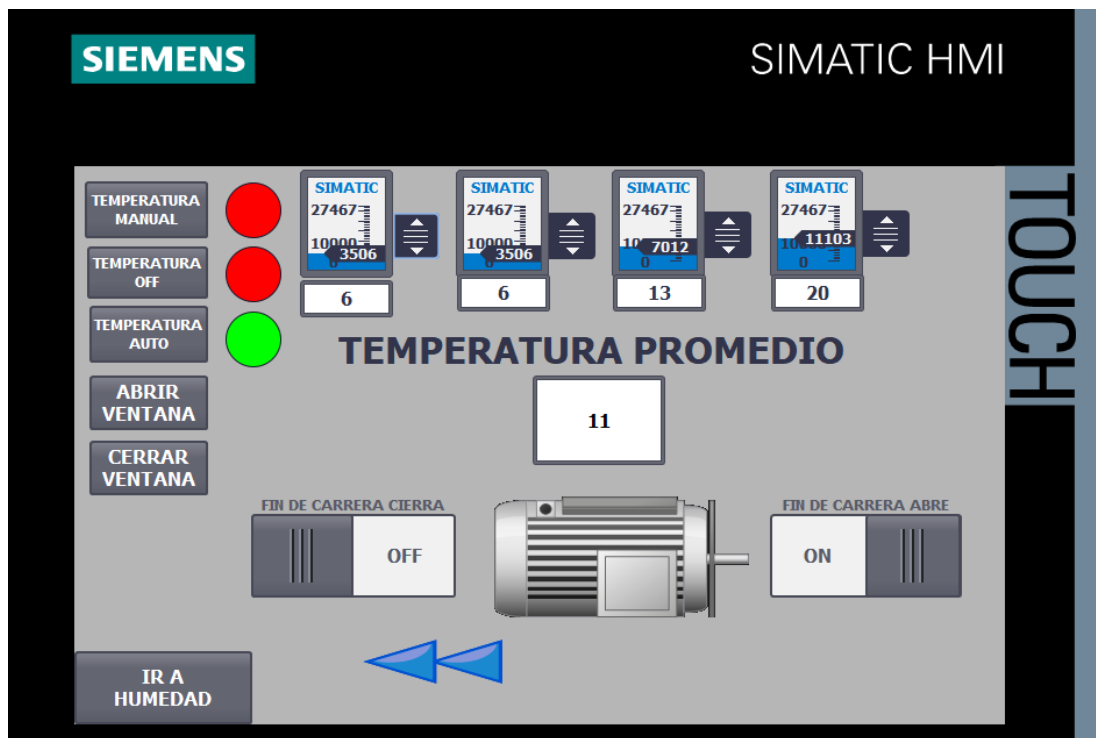 SIEMENS
SIMATIC HMI
TOUCH
TEMPERATURA
MANUAL
TEMPERATURA
OFF
TEMPERATURA
AUTO
ABRIR
VENTANA
CERRAR
VENTANA
SIMATIC
27467
10000
3506
0
6
SIMATIC
27467
10000
3506
0
6
SIMATIC
27467
7012
0
13
SIMATIC
27467
11103
0
20
TEMPERATURA PROMEDIO
11
FIN DE CARRERA CIERRA
OFF
FIN DE CARRERA ABRE
ON
IR A
HUMEDAD